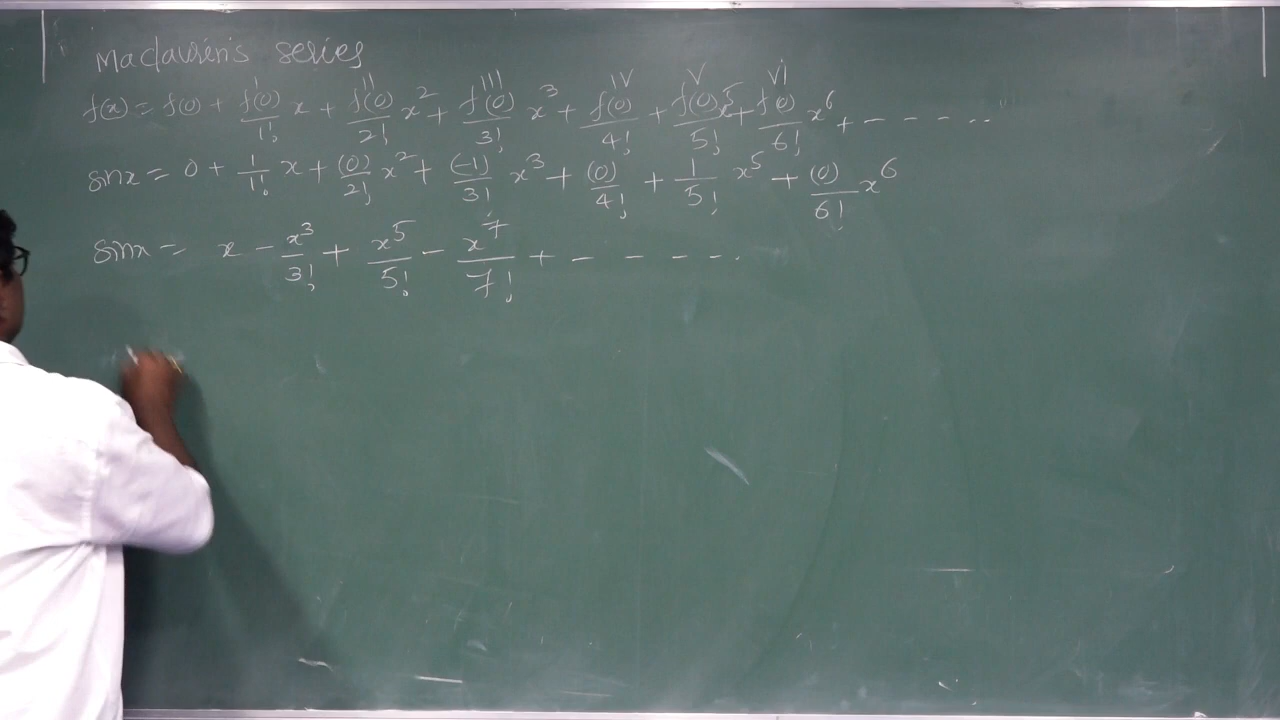 Maclaurin's series
f(x) = f(0) + f'(0)/1! x + f''(0)/2! x² + f'''(0)/3! x³ + f^IV(0)/4! + f^V(0)/5! x⁵ + f^VI(0)/6! x⁶ + - - - - ..
sinx = 0 + 1/1! x + (0)/2! x² + (-1)/3! x³ + (0)/4! + 1/5! x⁵ + (0)/6! x⁶
sinx = x - x³/3! + x⁵/5! - x⁷/7! + - - - - .